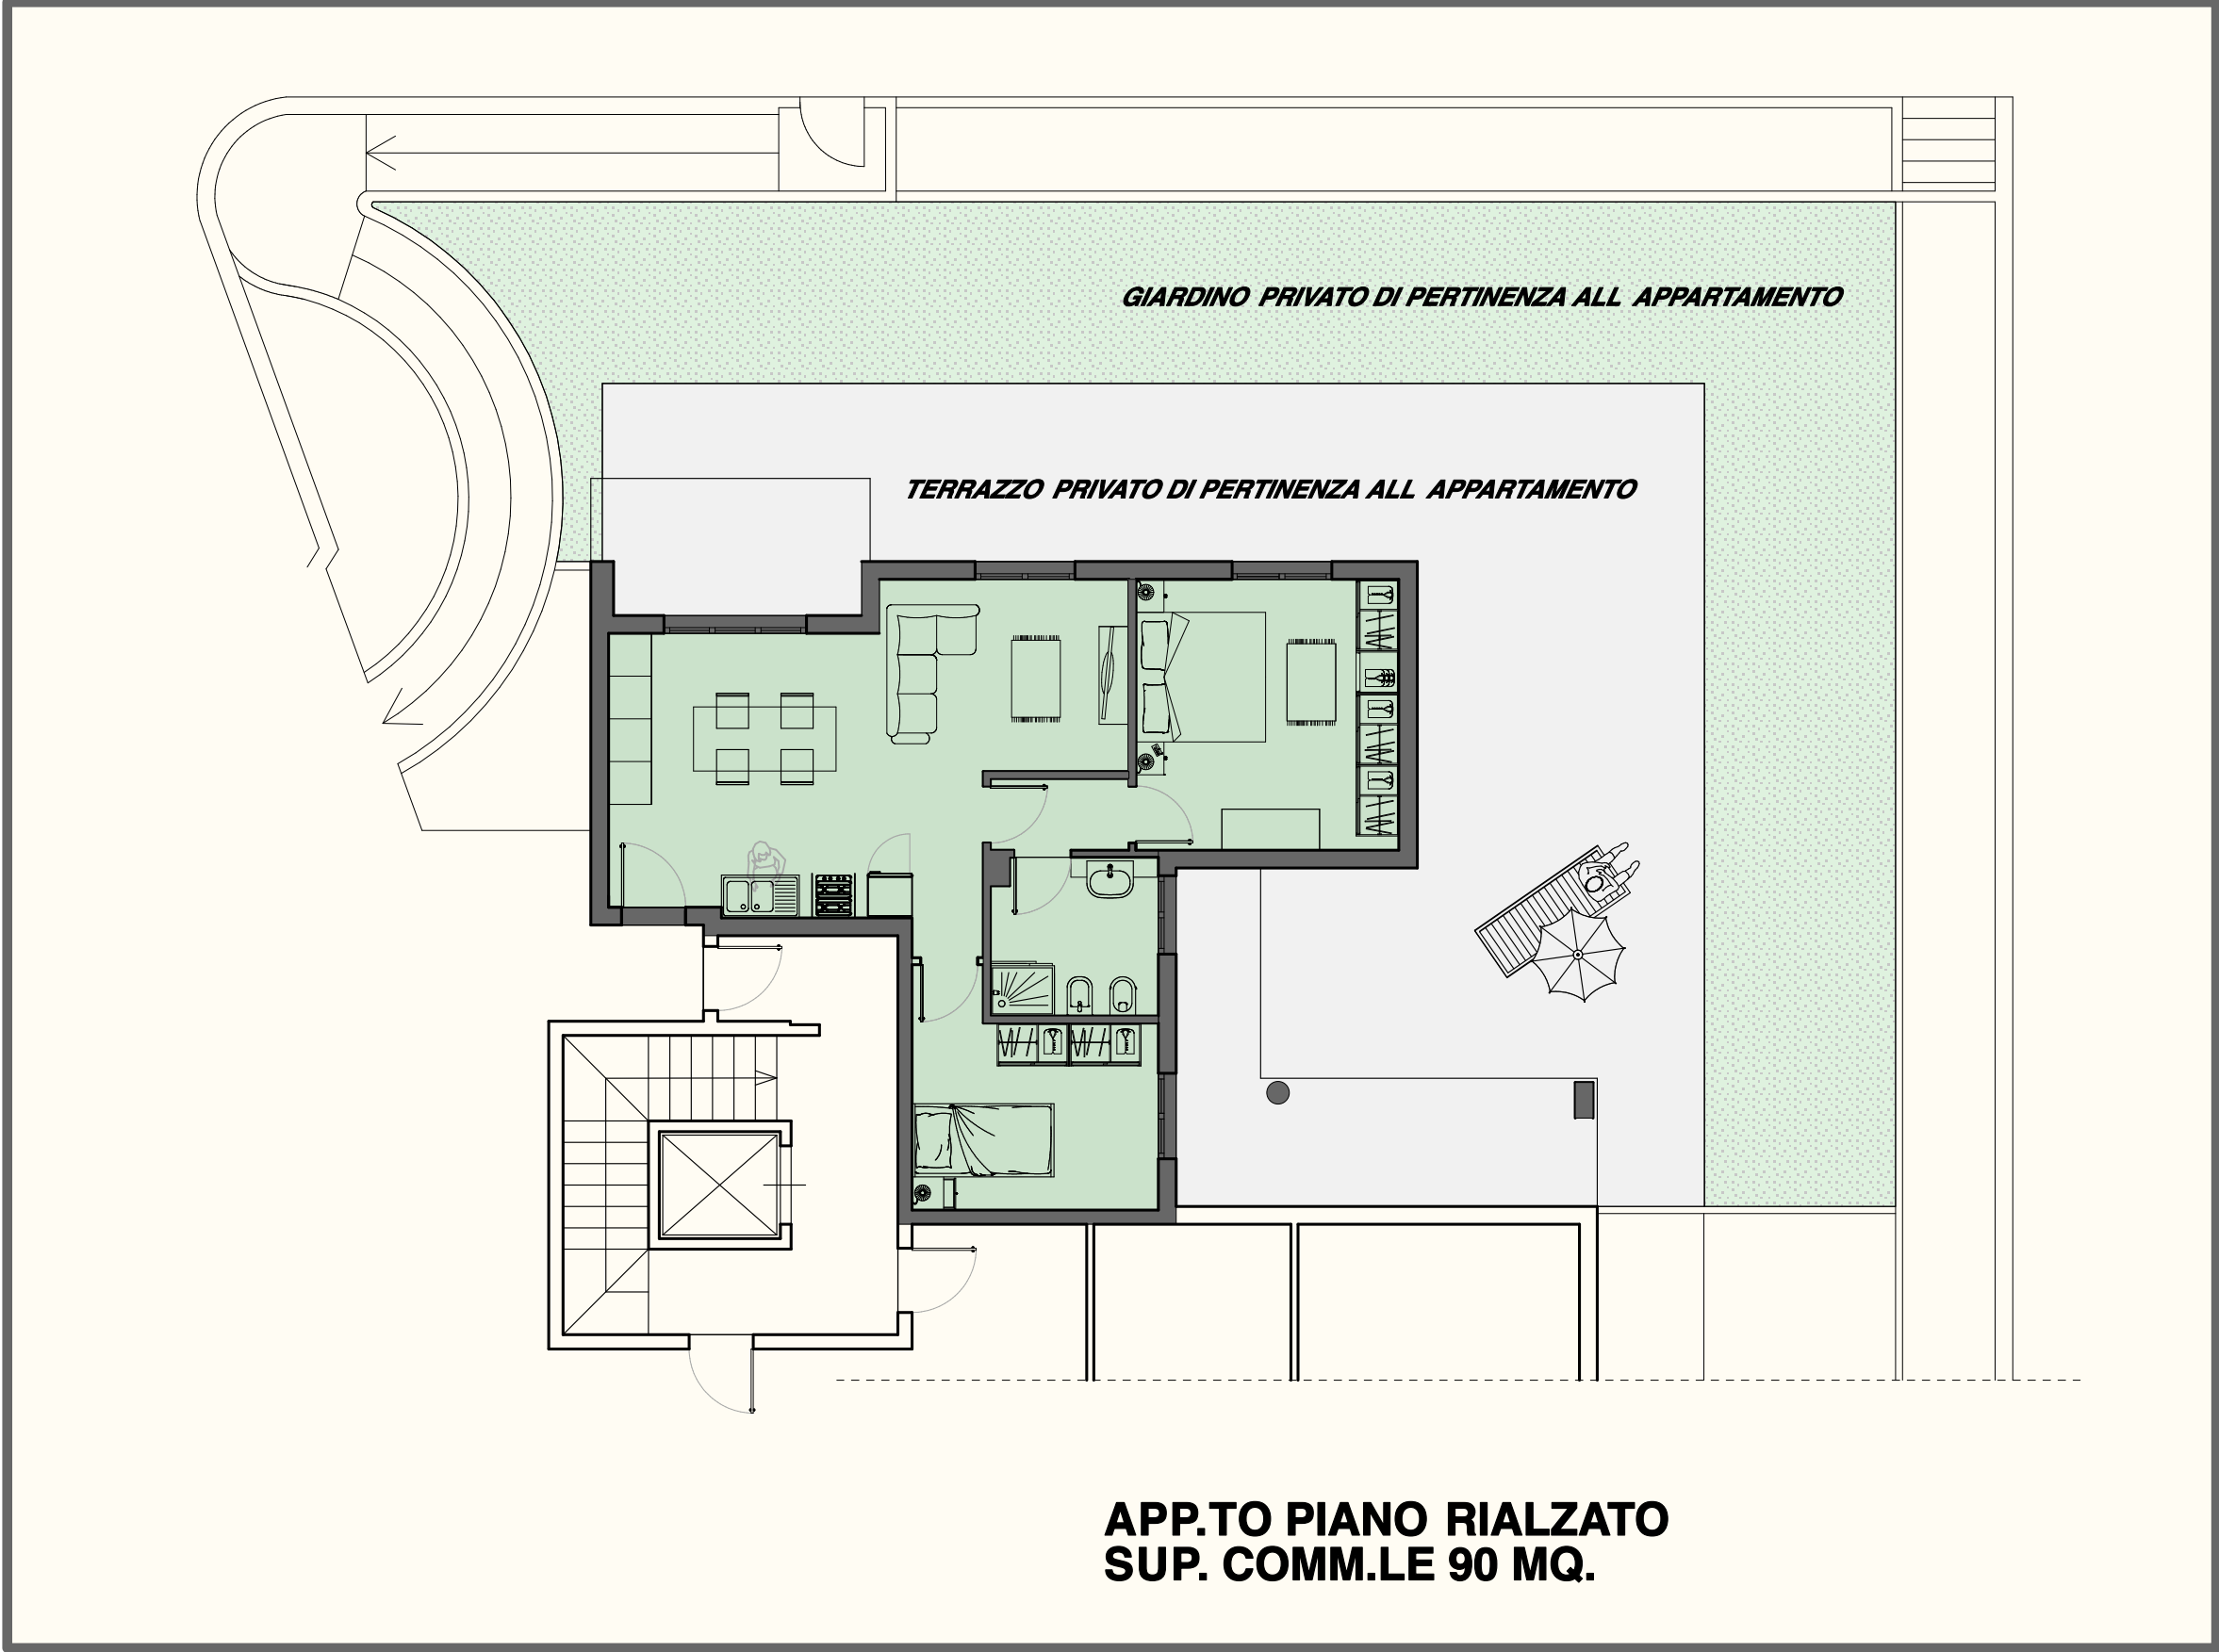 GIARDINO PRIVATO DI PERTINENZA ALL APPARTAMENTO
TERRAZZO PRIVATO DI PERTINENZA ALL APPARTAMENTO
APP.TO PIANO RIALZATO
SUP. COMM.LE 90 MQ.